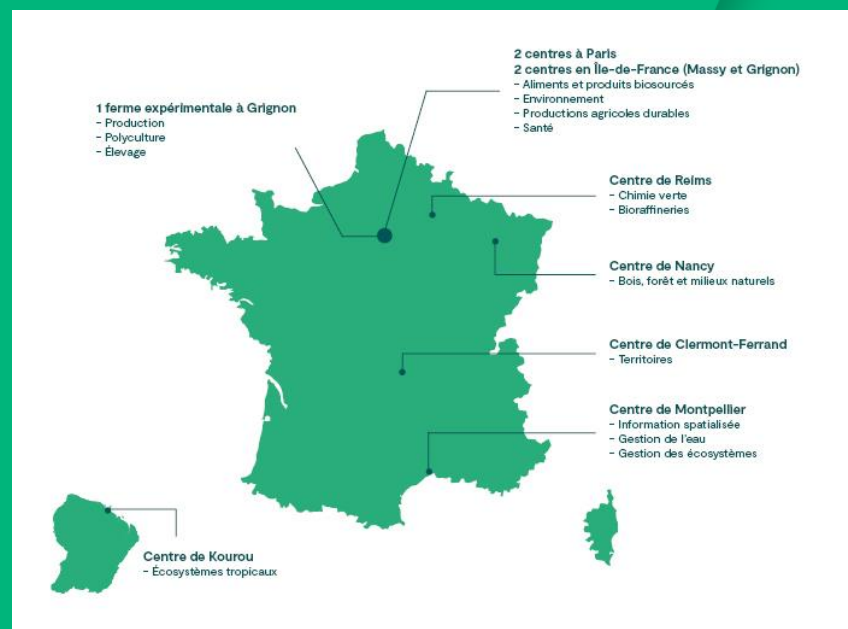 2 centres à Paris
2 centres en Île-de-France (Massy et Grignon)
- Aliments et produits biosourcés
- Environnement
- Productions agricoles durables
- Santé
1 ferme expérimentale à Grignon
- Production
- Polyculture
- Élevage
Centre de Reims
- Chimie verte
- Bioraffineries
Centre de Nancy
- Bois, forêt et milieux naturels
Centre de Clermont-Ferrand
- Territoires
Centre de Montpellier
- Information spatialisée
- Gestion de l'eau
- Gestion des écosystèmes
Centre de Kourou
- Écosystèmes tropicaux